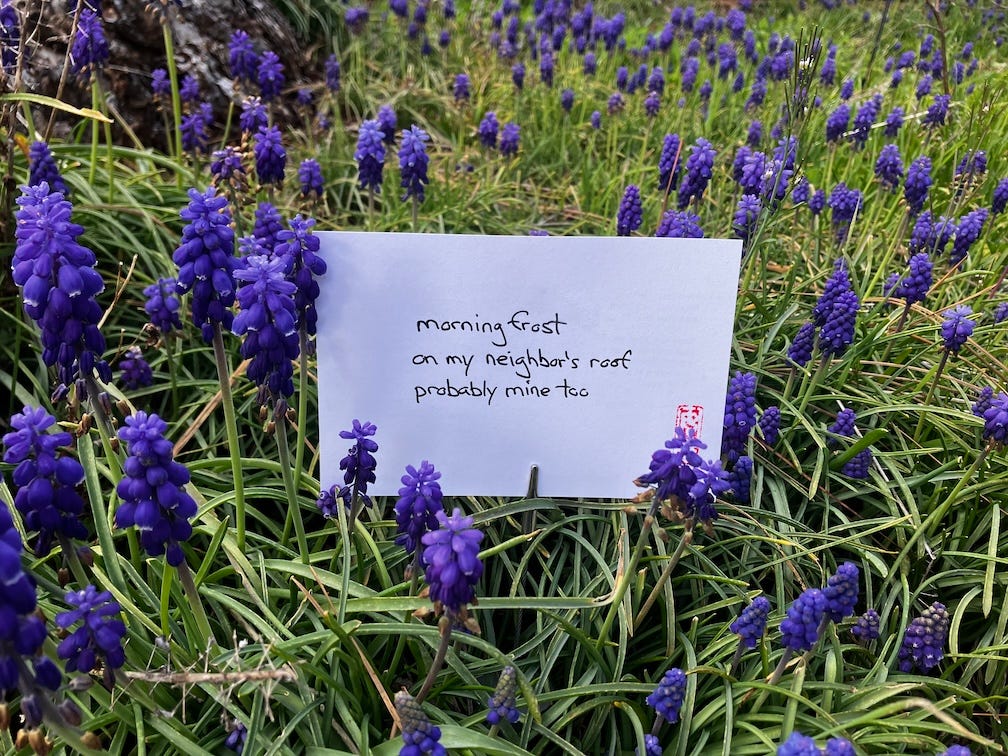 morning frost
on my neighbor's roof
probably mine too